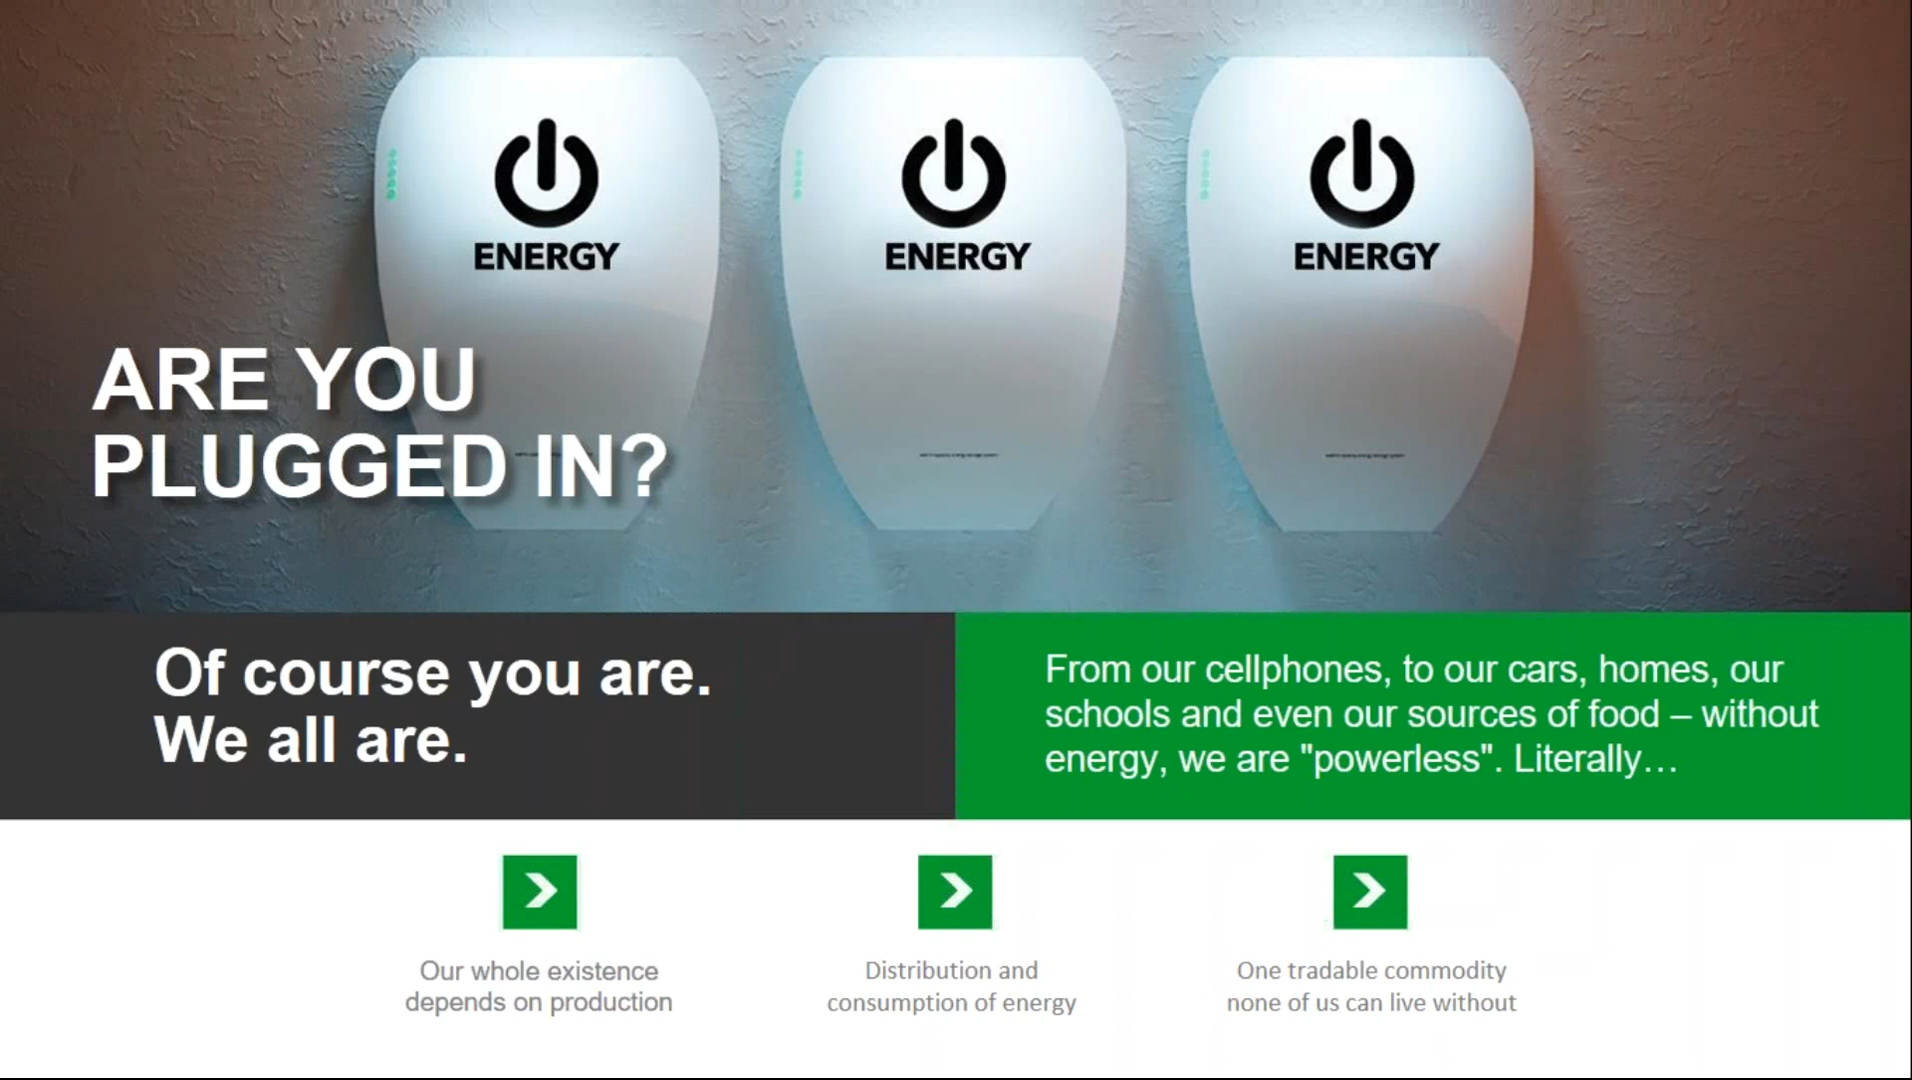 ENERGY
ENERGY
ENERGY
ARE YOU
PLUGGED IN?
Of course you are.
We all are.
From our cellphones, to our cars, homes, our
schools and even our sources of food – without
energy, we are "powerless". Literally…
Our whole existence
depends on production
Distribution and
consumption of energy
One tradable commodity
none of us can live without